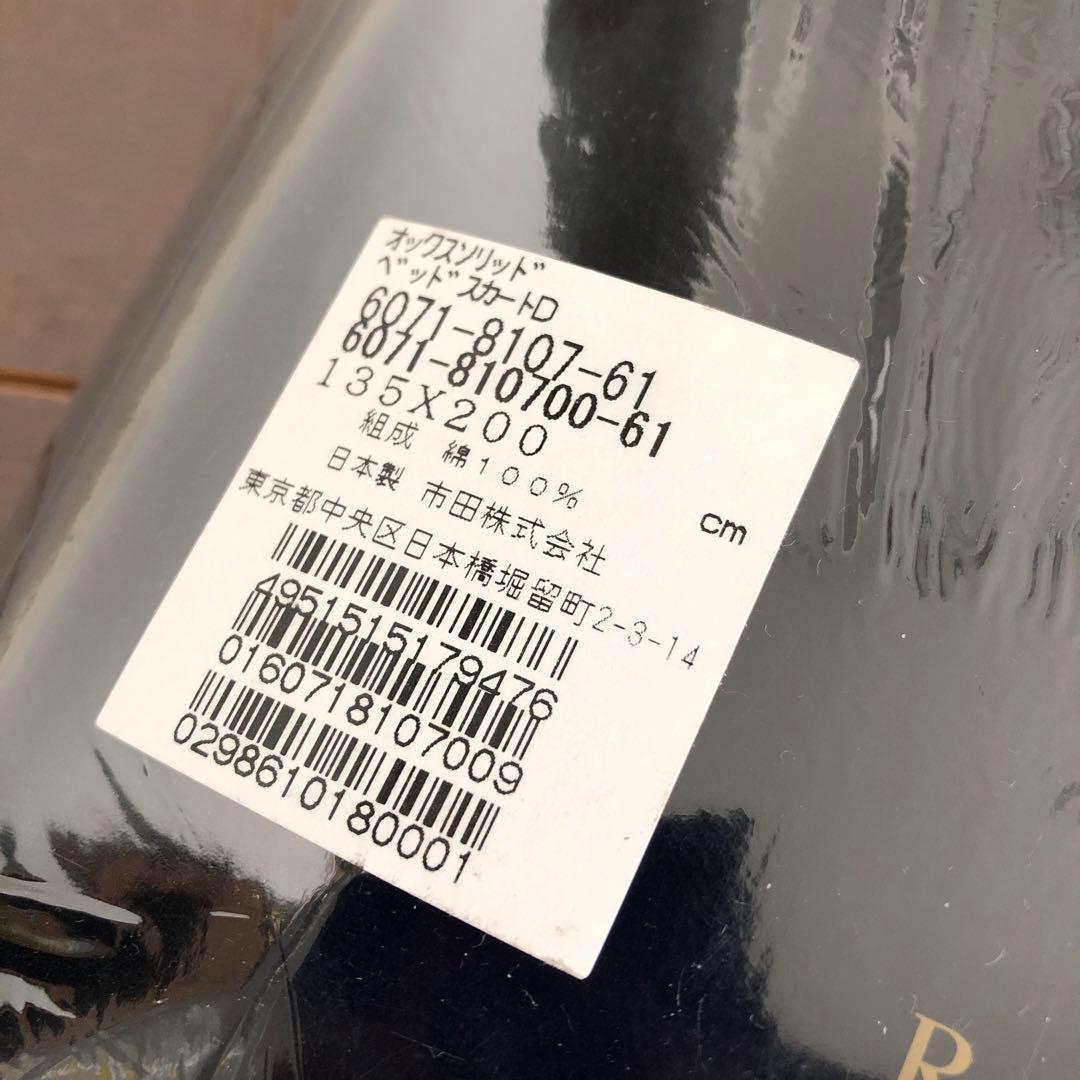 オックスソリッド
ベッドスカートD
6071-8107-61
6071-810700-61
135X200 cm
組成 綿100%
日本製 市田株式会社
東京都中央区日本橋堀留町2-3-14
4951515179476
0160718107009
0298610180001
R